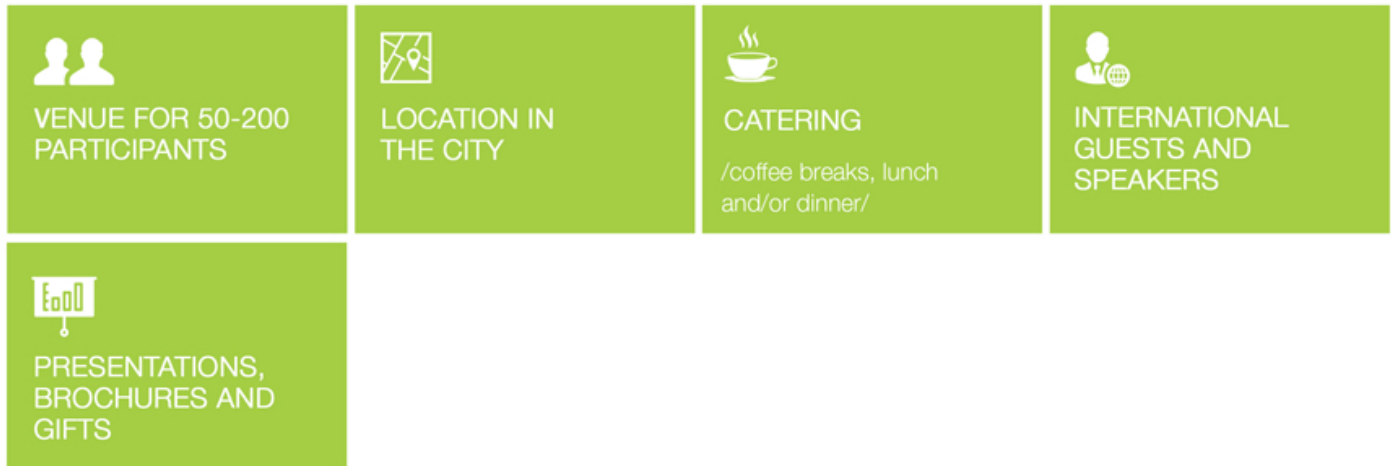 VENUE FOR 50-200
PARTICIPANTS
LOCATION IN
THE CITY
CATERING
/coffee breaks, lunch
and/or dinner/
INTERNATIONAL
GUESTS AND
SPEAKERS
PRESENTATIONS,
BROCHURES AND
GIFTS